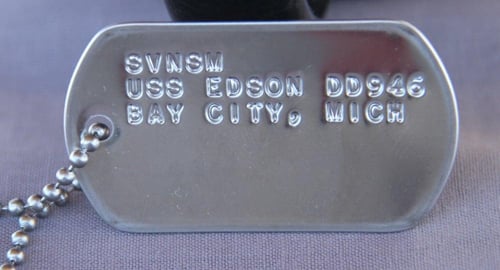 SVNSM
USS EDSON DD946
BAY CITY, MICH